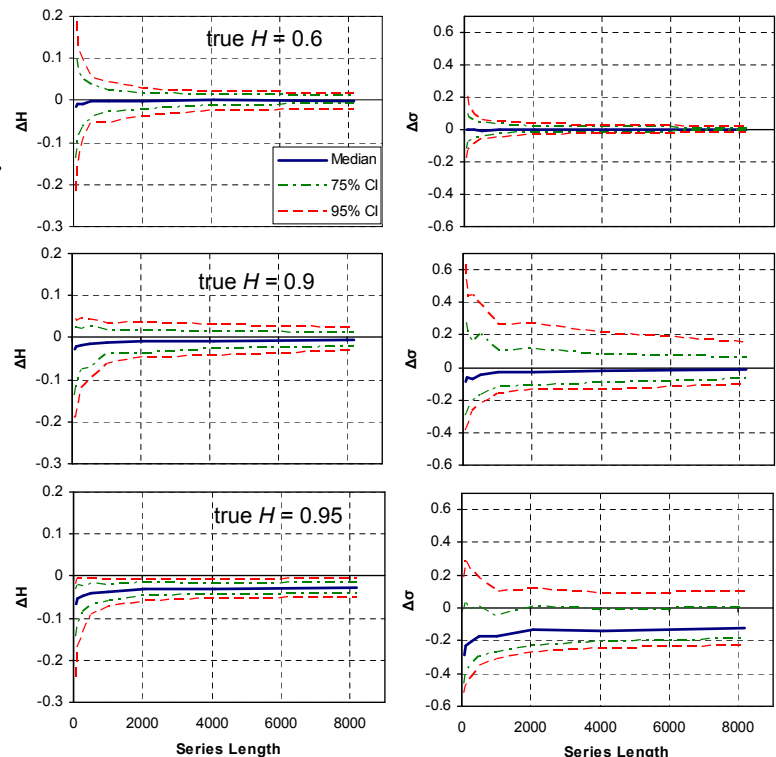 0.2
0.1
0
-0.1
-0.2
-0.3
ΔH
true H = 0.6
Median
75% CI
95% CI
0.6
0.4
0.2
0
-0.2
-0.4
-0.6
Δσ
0.2
0.1
0
-0.1
-0.2
-0.3
ΔH
true H = 0.9
0.6
0.4
0.2
0
-0.2
-0.4
-0.6
Δσ
0.2
0.1
0
-0.1
-0.2
-0.3
ΔH
true H = 0.95
0 2000 4000 6000 8000
Series Length
0.6
0.4
0.2
0
-0.2
-0.4
-0.6
Δσ
0 2000 4000 6000 8000
Series Length